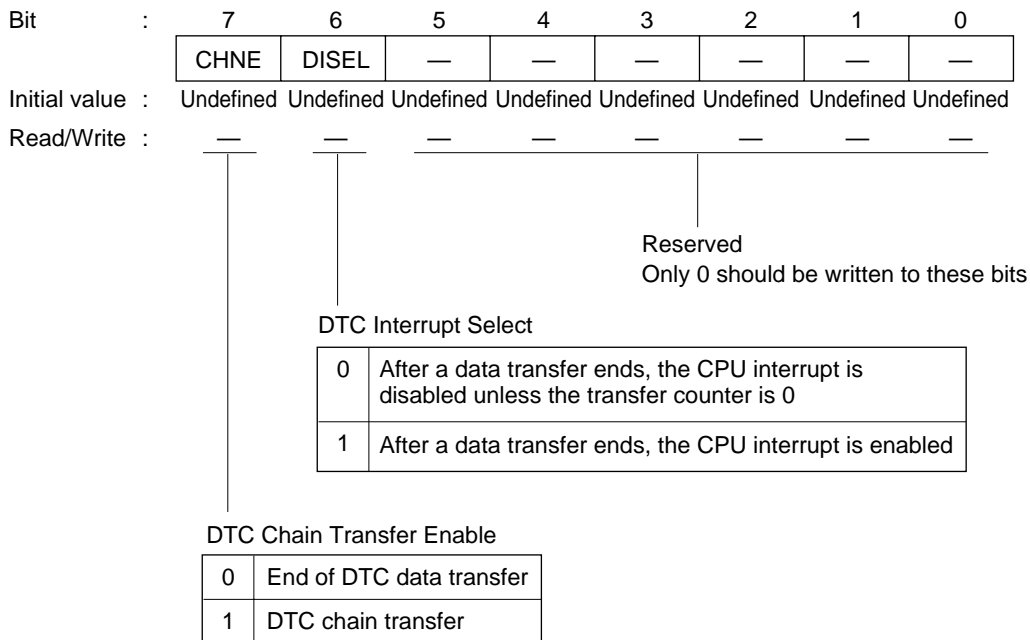 Bit : 7 6 5 4 3 2 1 0
CHNE DISEL — — — — — —
Initial value : Undefined Undefined Undefined Undefined Undefined Undefined Undefined Undefined
Read/Write : — — — — — — — —
Reserved
Only 0 should be written to these bits
DTC Interrupt Select
0 After a data transfer ends, the CPU interrupt is
disabled unless the transfer counter is 0
1 After a data transfer ends, the CPU interrupt is enabled
DTC Chain Transfer Enable
0 End of DTC data transfer
1 DTC chain transfer